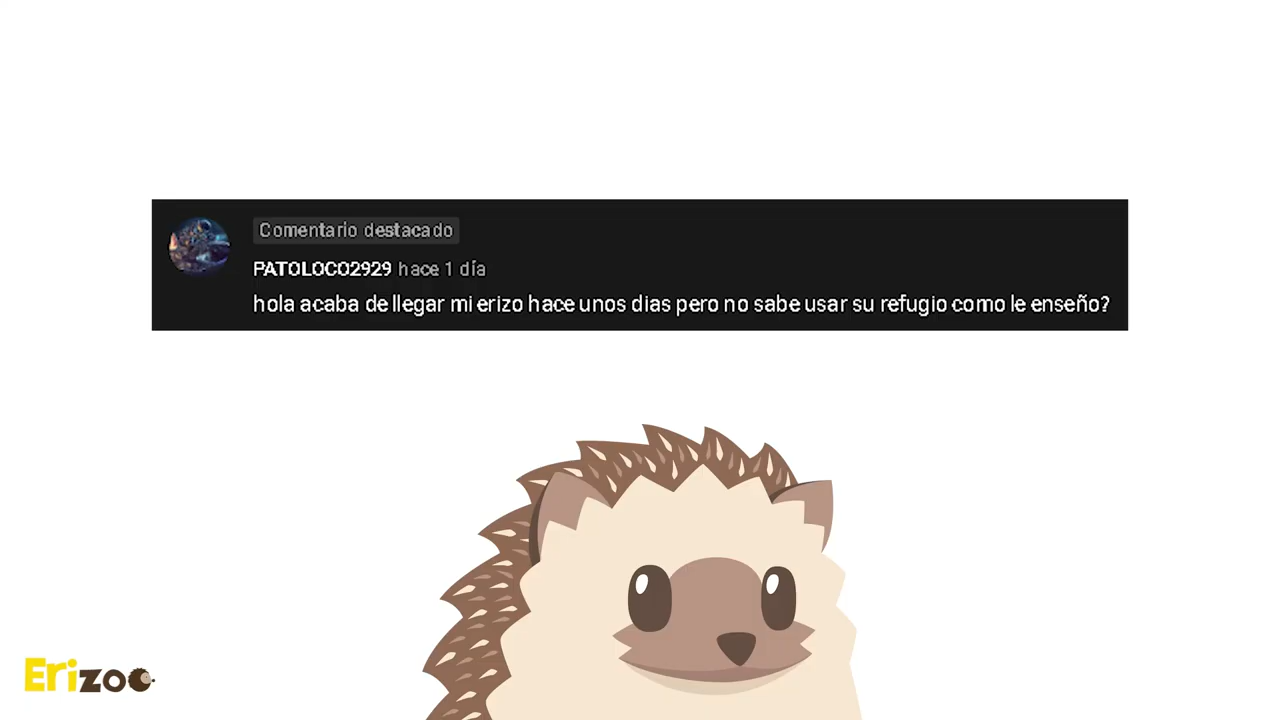 Comentario destacado
PATOLOCO2929 hace 1 día
hola acaba de llegar mi erizo hace unos dias pero no sabe usar su refugio como le enseño?
Erizoo